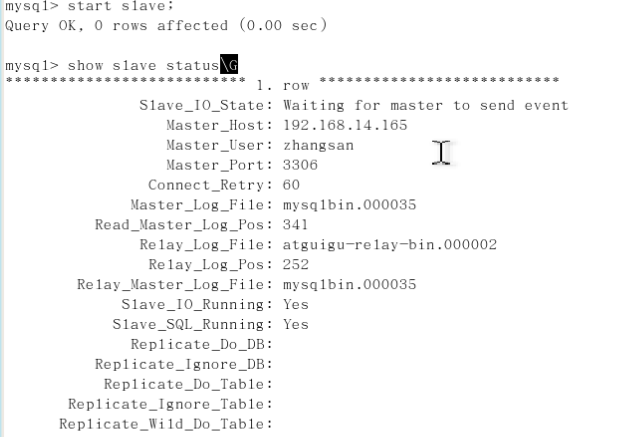 mysql> start slave;
Query OK, 0 rows affected (0.00 sec)
mysql> show slave status\G
*************************** 1. row ***************************
Slave_IO_State: Waiting for master to send event
Master_Host: 192.168.14.165
Master_User: zhangsan
Master_Port: 3306
Connect_Retry: 60
Master_Log_File: mysqlbin.000035
Read_Master_Log_Pos: 341
Relay_Log_File: atguigu-relay-bin.000002
Relay_Log_Pos: 252
Relay_Master_Log_File: mysqlbin.000035
Slave_IO_Running: Yes
Slave_SQL_Running: Yes
Replicate_Do_DB:
Replicate_Ignore_DB:
Replicate_Do_Table:
Replicate_Ignore_Table:
Replicate_Wild_Do_Table: